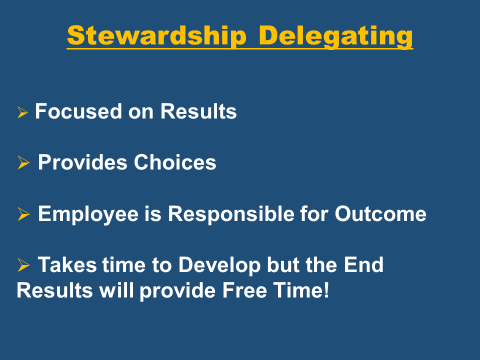 Stewardship Delegating
➢ Focused on Results
➢ Provides Choices
➢ Employee is Responsible for Outcome
➢ Takes time to Develop but the End
Results will provide Free Time!